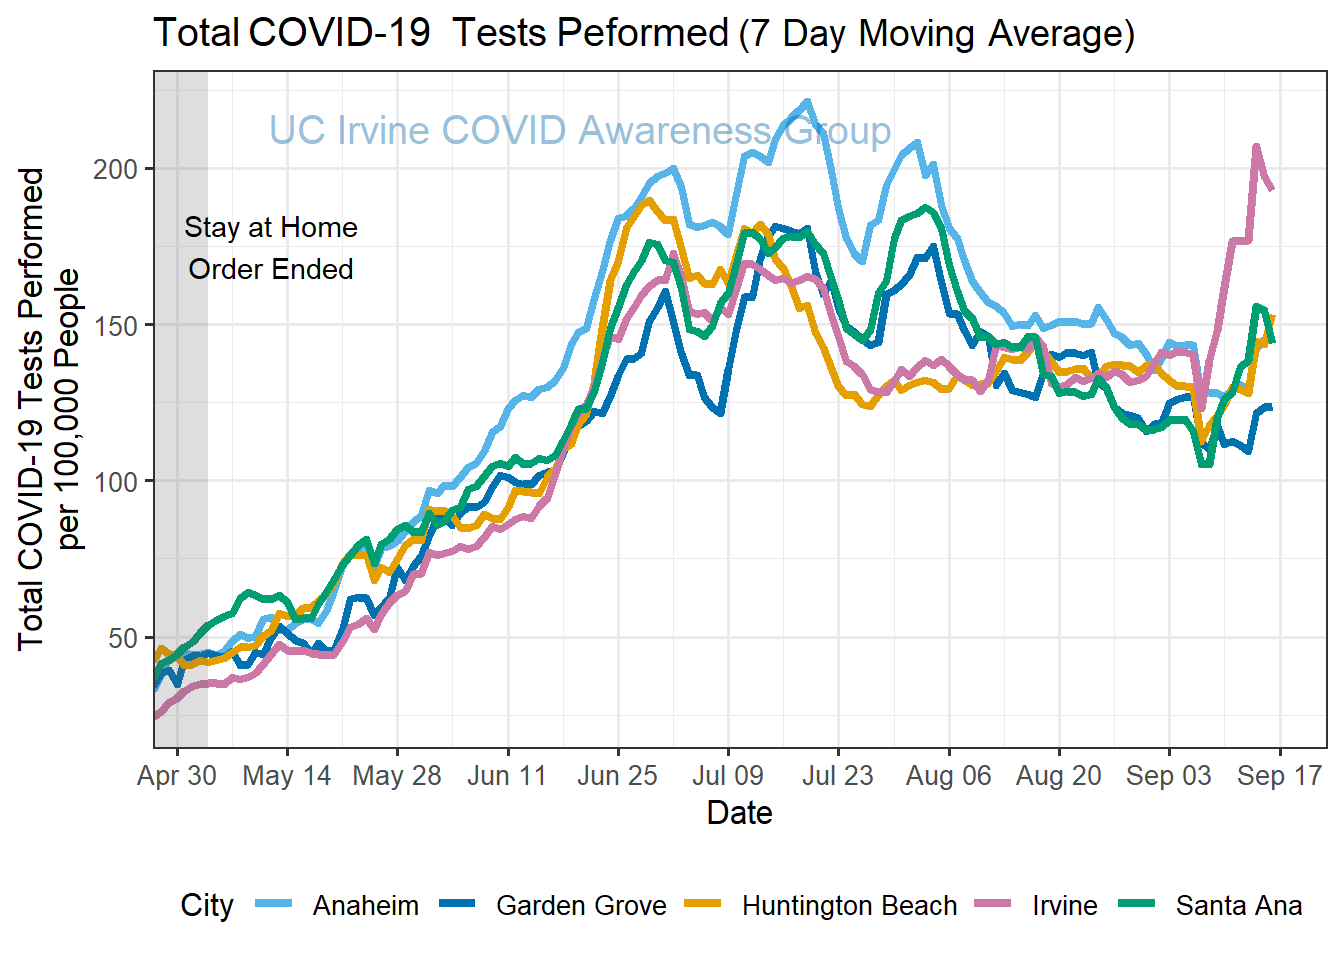 Total COVID-19  Tests Peformed (7 Day Moving Average)
UC Irvine COVID Awareness Group
Stay at Home
Order Ended
Total COVID-19 Tests Performed
per 100,000 People
200
150
100
50
Apr 30 May 14 May 28 Jun 11 Jun 25 Jul 09 Jul 23 Aug 06 Aug 20 Sep 03 Sep 17
Date
City Anaheim Garden Grove Huntington Beach Irvine Santa Ana